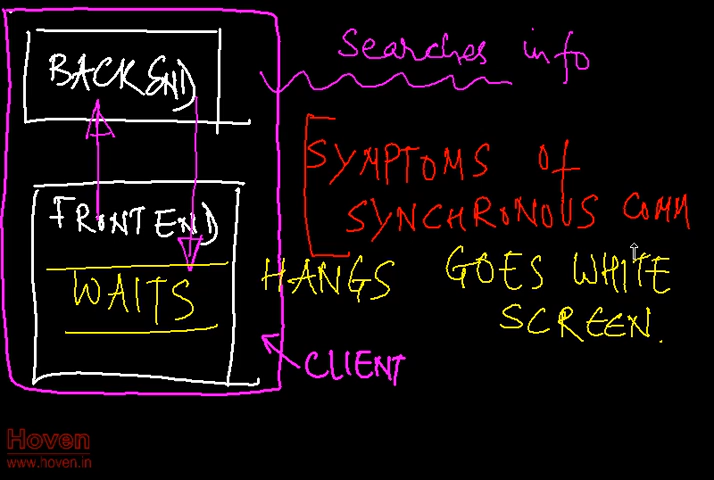 BACKEND
Searches info
SYMPTOMS Of
SYNCHRONOUS COMM
FRONTEND
WAITS
HANGS GOES WHITE
SCREEN.
CLIENT
Hoven
www.hoven.in